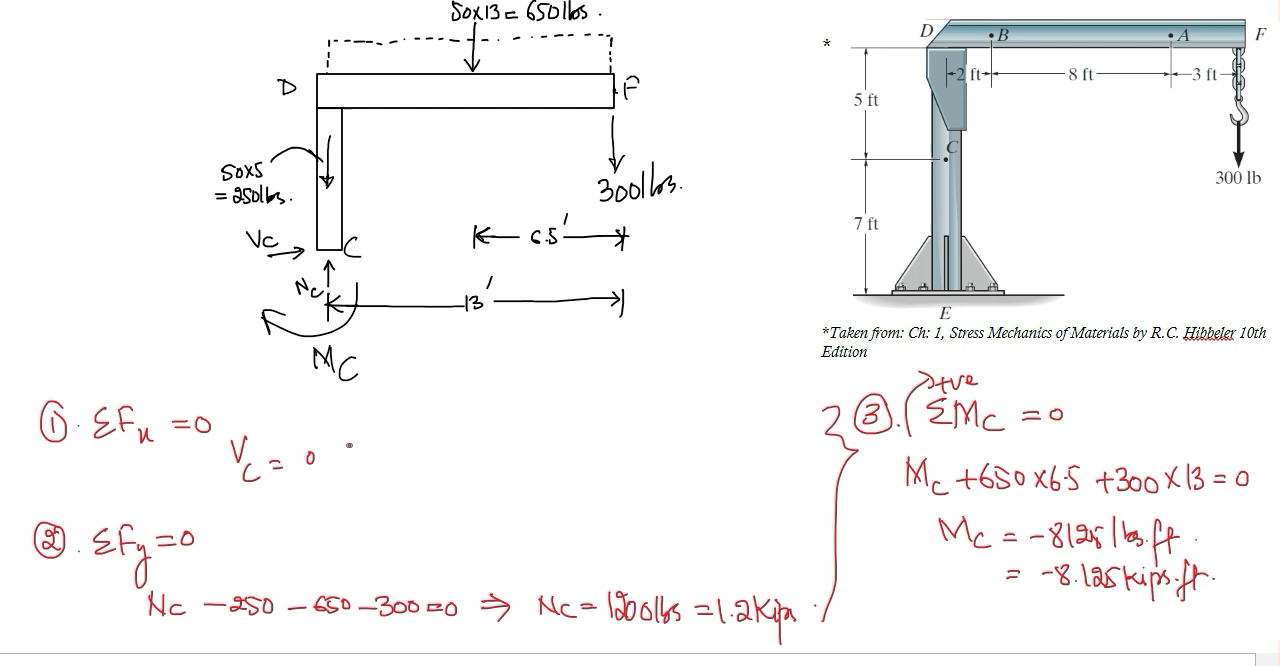 50x13 = 650lbs.
D
F
50x5
= 250lbs.
300lbs.
Vc
C
Nc
6.5'
13'
MC
*
D
B
A
F
2 ft
8 ft
3 ft
5 ft
C
300 lb
7 ft
E
*Taken from: Ch: 1, Stress Mechanics of Materials by R.C. Hibbeler 10th
Edition
①. ΣFx = 0
VC = 0
②. ΣFy = 0
NC - 250 - 650 - 300 = 0 ⇒ NC = 1200lbs = 1.2Kips
+ve
③. ΣMC = 0
MC + 650 x 6.5 + 300 x 13 = 0
MC = -8125 lbs.ft.
= -8.125 kips.ft.